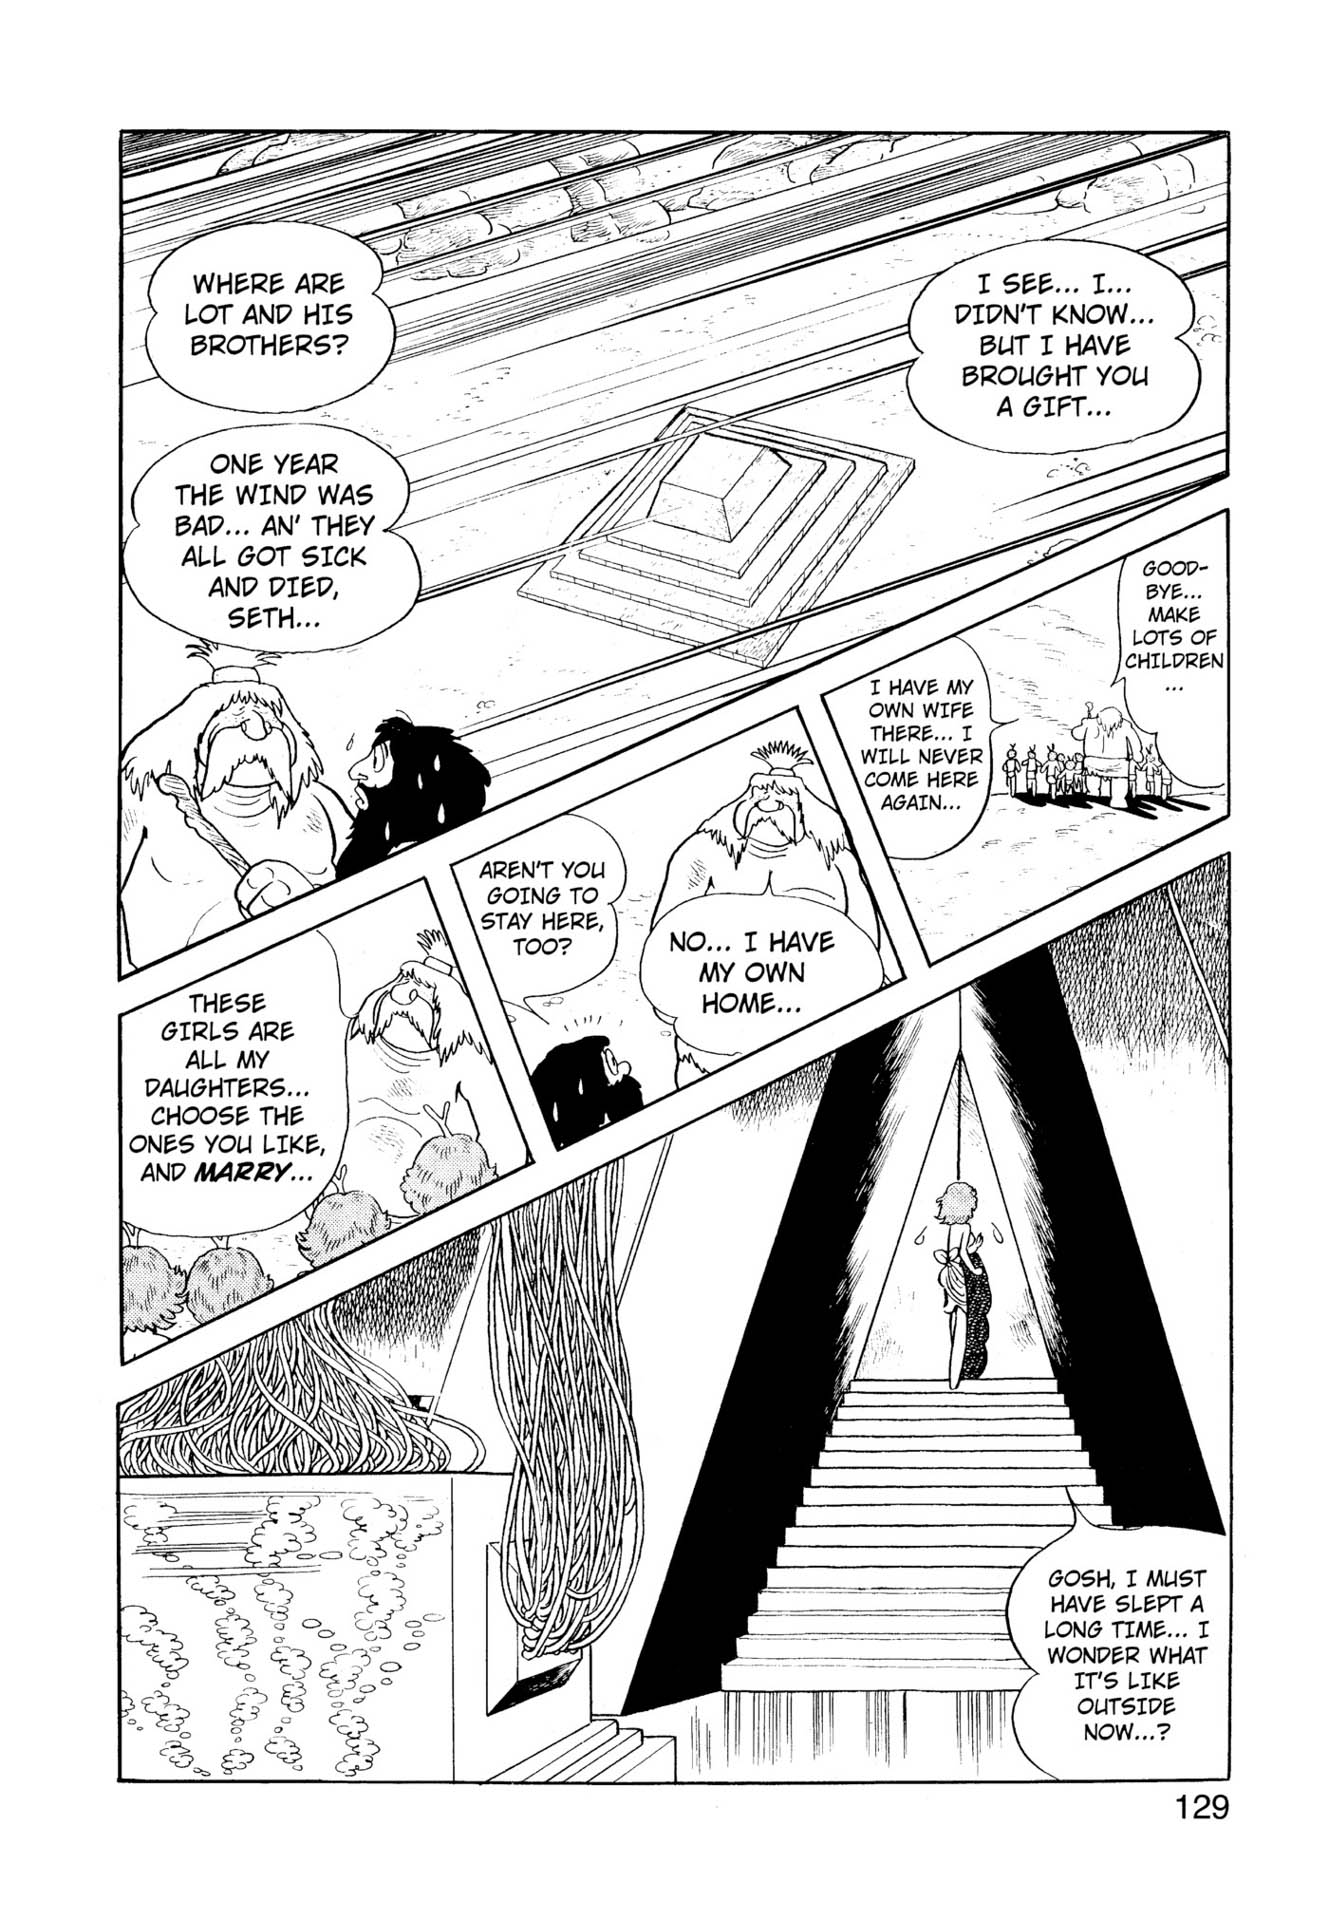 WHERE ARE
LOT AND HIS
BROTHERS?
ONE YEAR
THE WIND WAS
BAD... AN' THEY
ALL GOT SICK
AND DIED,
SETH...
I SEE... I...
DIDN'T KNOW...
BUT I HAVE
BROUGHT YOU
A GIFT...
THESE
GIRLS ARE
ALL MY
DAUGHTERS...
CHOOSE THE
ONES YOU LIKE,
AND MARRY...
AREN'T YOU
GOING TO
STAY HERE,
TOO?
NO... I HAVE
MY OWN
HOME...
I HAVE MY
OWN WIFE
THERE... I
WILL NEVER
COME HERE
AGAIN...
GOOD-
BYE...
MAKE
LOTS OF
CHILDREN
...
GOSH, I MUST
HAVE SLEPT A
LONG TIME... I
WONDER WHAT
IT'S LIKE
OUTSIDE
NOW...?
129